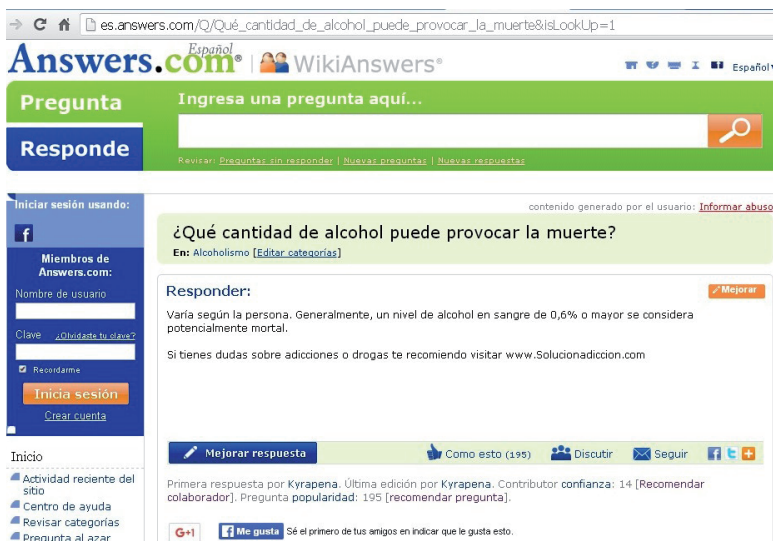 es.answers.com/Q/Qué_cantidad_de_alcohol_puede_provocar_la_muerte&isLookUp=1
Answers.com® Español | WikiAnswers®
Español
Pregunta
Ingresa una pregunta aquí...
Responde
Revisar: Preguntas sin responder | Nuevas preguntas | Nuevas respuestas
Iniciar sesión usando:
f
Miembros de
Answers.com:
Nombre de usuario
Clave ¿Olvidaste tu clave?
Recordarme
Inicia sesión
Crear cuenta
Inicio
Actividad reciente del
sitio
Centro de ayuda
Revisar categorías
Pregunta al azar
contenido generado por el usuario: Informar abuso
¿Qué cantidad de alcohol puede provocar la muerte?
En: Alcoholismo [Editar categorías]
Responder:
Mejorar
Varía según la persona. Generalmente, un nivel de alcohol en sangre de 0,6% o mayor se considera
potencialmente mortal.
Si tienes dudas sobre adicciones o drogas te recomiendo visitar www.Solucionadiccion.com
Mejorar respuesta
Como esto (195)
Discutir
Seguir
f t +
Primera respuesta por Kyrapena. Última edición por Kyrapena. Contributor confianza: 14 [Recomendar
colaborador]. Pregunta popularidad: 195 [recomendar pregunta].
G+1
f Me gusta Sé el primero de tus amigos en indicar que le gusta esto.